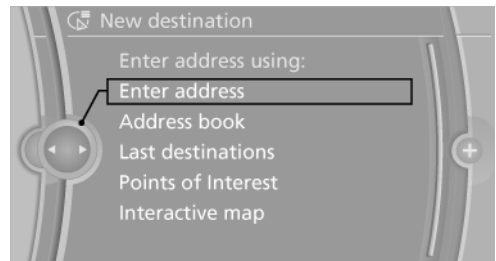 New destination
Enter address using:
Enter address
Address book
Last destinations
Points of Interest
Interactive map